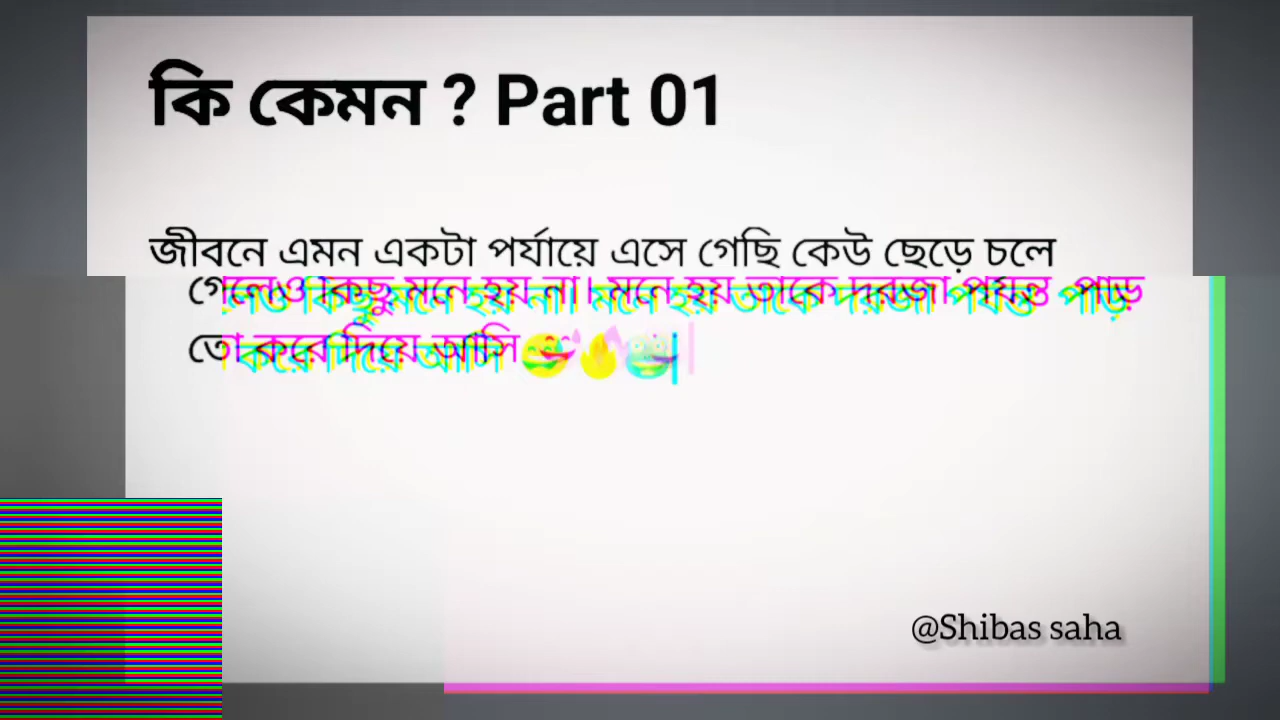 কি কেমন ? Part 01
জীবনে এমন একটা পর্যায়ে এসে গেছি কেউ ছেড়ে চলে
গেলেও কিছু মনে হয় না। মনে হয় তাকে দরজা পর্যন্ত পাড়
তো করে দিয়ে আসি
@Shibas saha